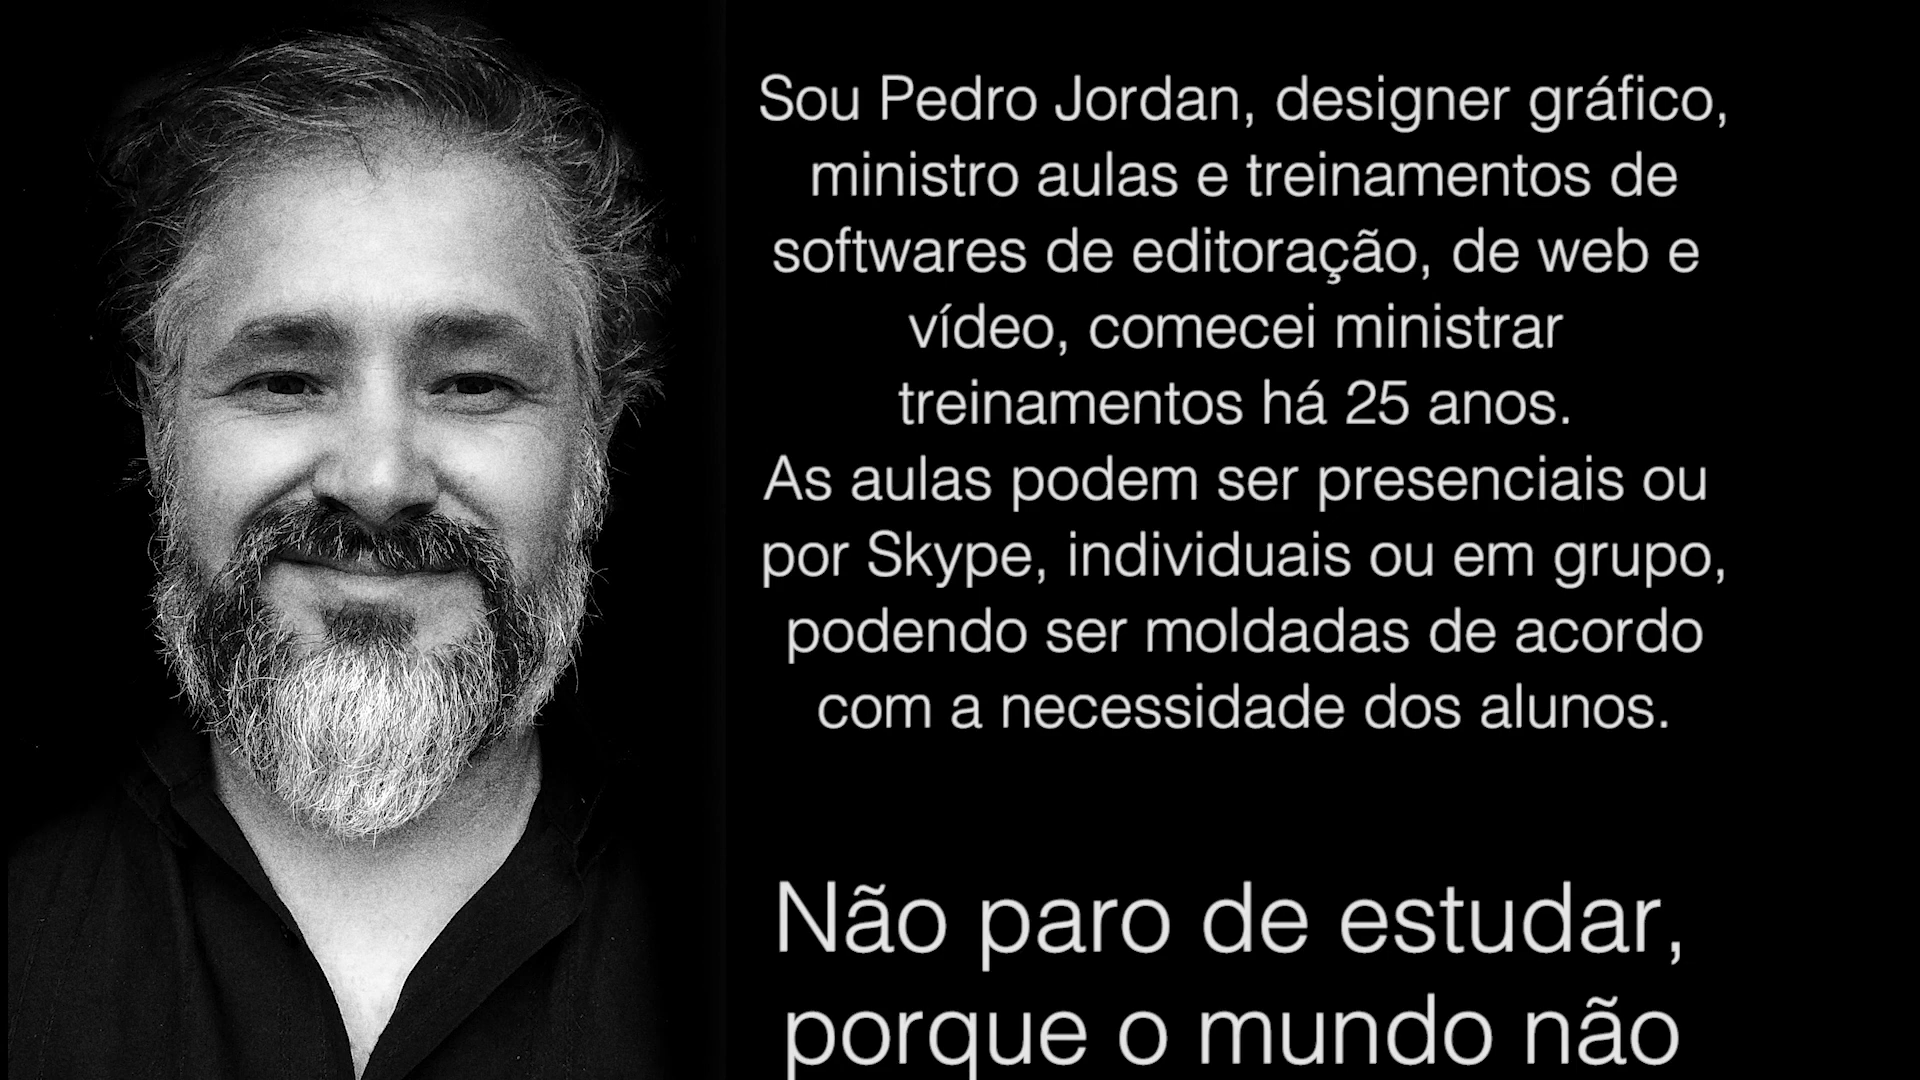 Sou Pedro Jordan, designer gráfico,
ministro aulas e treinamentos de
softwares de editoração, de web e
vídeo, comecei ministrar
treinamentos há 25 anos.
As aulas podem ser presenciais ou
por Skype, individuais ou em grupo,
podendo ser moldadas de acordo
com a necessidade dos alunos.
Não paro de estudar,
porque o mundo não